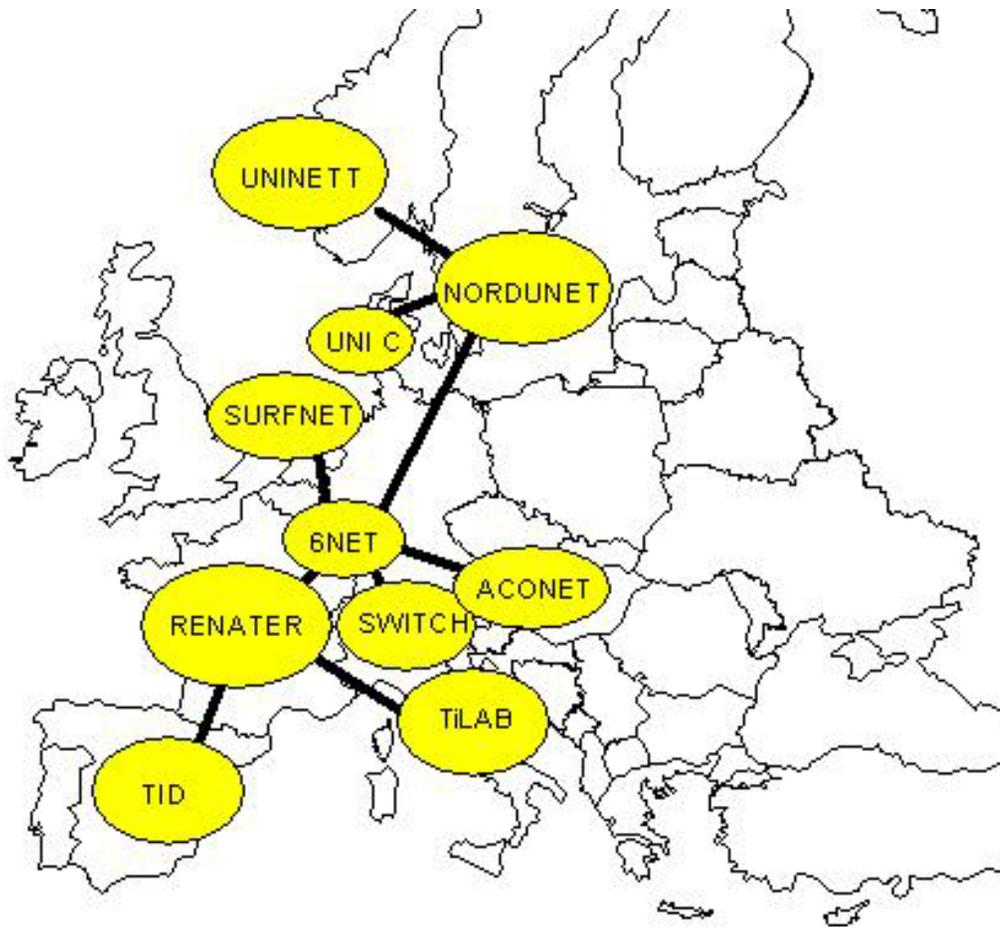 UNINETT
NORDUNET
UNI C
SURFNET
6NET
ACONET
RENATER
SWITCH
TiLAB
TID